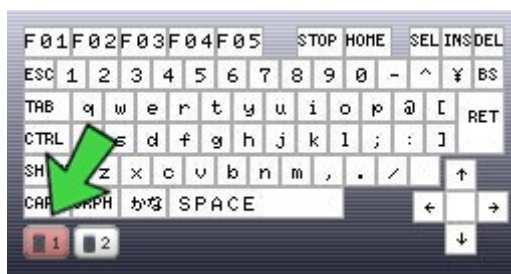 F01 F02 F03 F04 F05 STOP HOME SEL INS DEL
ESC 1 2 3 4 5 6 7 8 9 0 - ^ ¥ BS
TAB q w e r t y u i o p @ [ RET
CTRL s d f g h j k l ; : ]
z x c v b n m , . / ↑
かな SPACE ← →
1 2 ↓